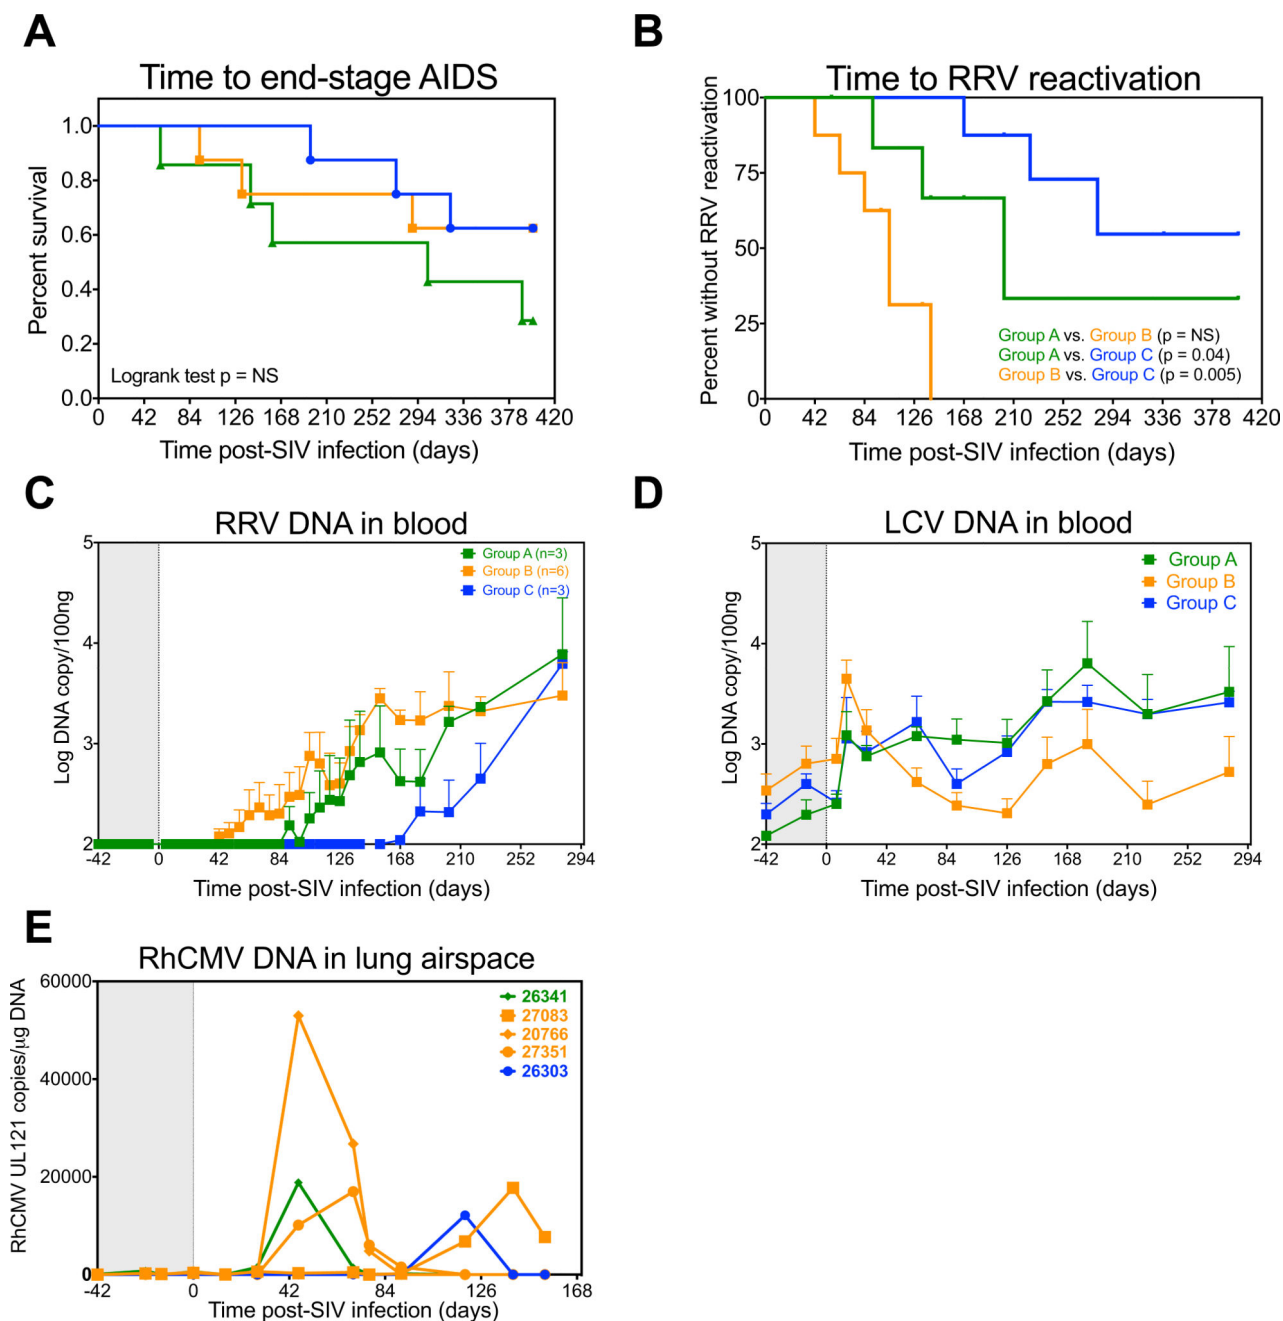 A
Time to end-stage AIDS
Percent survival
1.0
0.8
0.6
0.4
0.2
0.0
Logrank test p = NS
0 42 84 126 168 210 252 294 336 378 420
Time post-SIV infection (days)
B
Time to RRV reactivation
Percent without RRV reactivation
100
75
50
25
0
Group A vs. Group B (p = NS)
Group A vs. Group C (p = 0.04)
Group B vs. Group C (p = 0.005)
0 42 84 126 168 210 252 294 336 378 420
Time post-SIV infection (days)
C
RRV DNA in blood
Log DNA copy/100ng
5
4
3
2
Group A (n=3)
Group B (n=6)
Group C (n=3)
-42 0 42 84 126 168 210 252 294
Time post-SIV infection (days)
D
LCV DNA in blood
Log DNA copy/100ng
5
4
3
2
Group A
Group B
Group C
-42 0 42 84 126 168 210 252 294
Time post-SIV infection (days)
E
RhCMV DNA in lung airspace
RhCMV UL121 copies/µg DNA
60000
40000
20000
0
26341
27083
20766
27351
26303
-42 0 42 84 126 168
Time post-SIV infection (days)